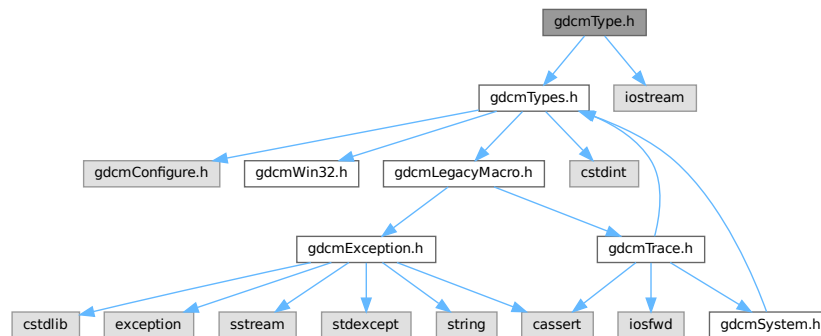 gdcmType.h
gdcmTypes.h
iostream
gdcmConfigure.h
gdcmWin32.h
gdcmLegacyMacro.h
cstdint
gdcmException.h
gdcmTrace.h
cstdlib
exception
sstream
stdexcept
string
cassert
iosfwd
gdcmSystem.h